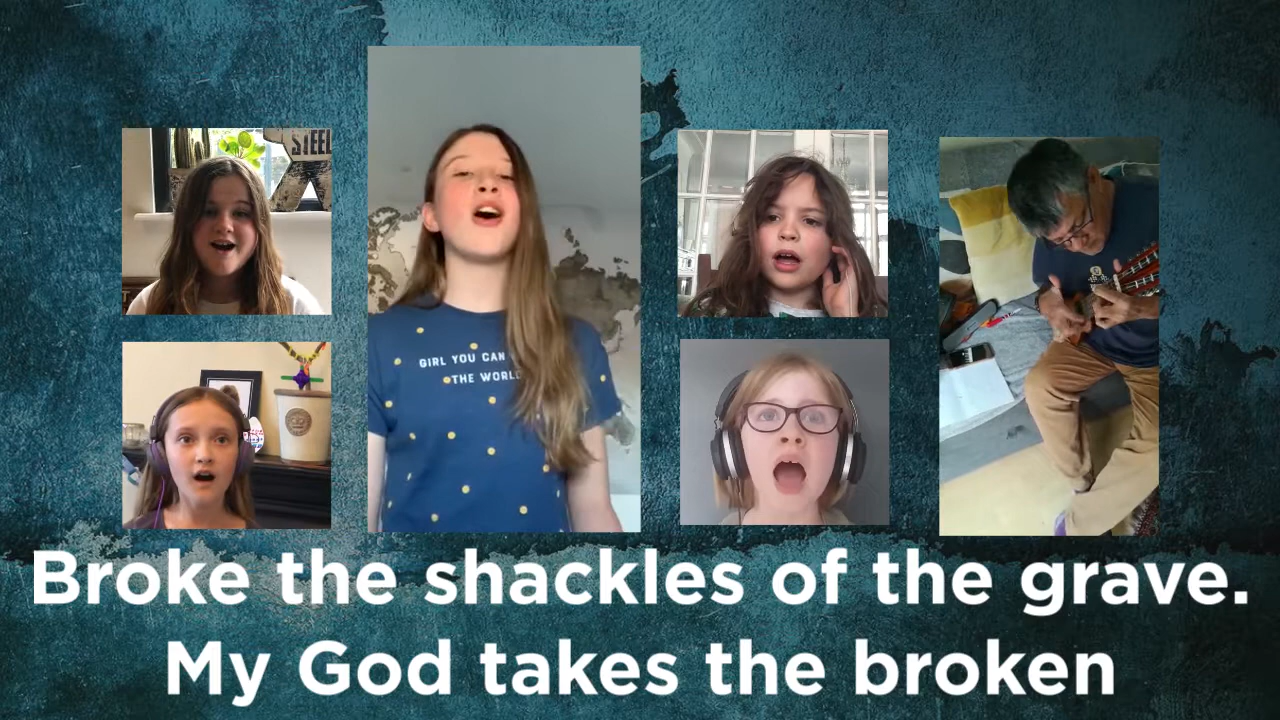 STEEL
GIRL YOU CAN
THE WORLD
Broke the shackles of the grave.
My God takes the broken